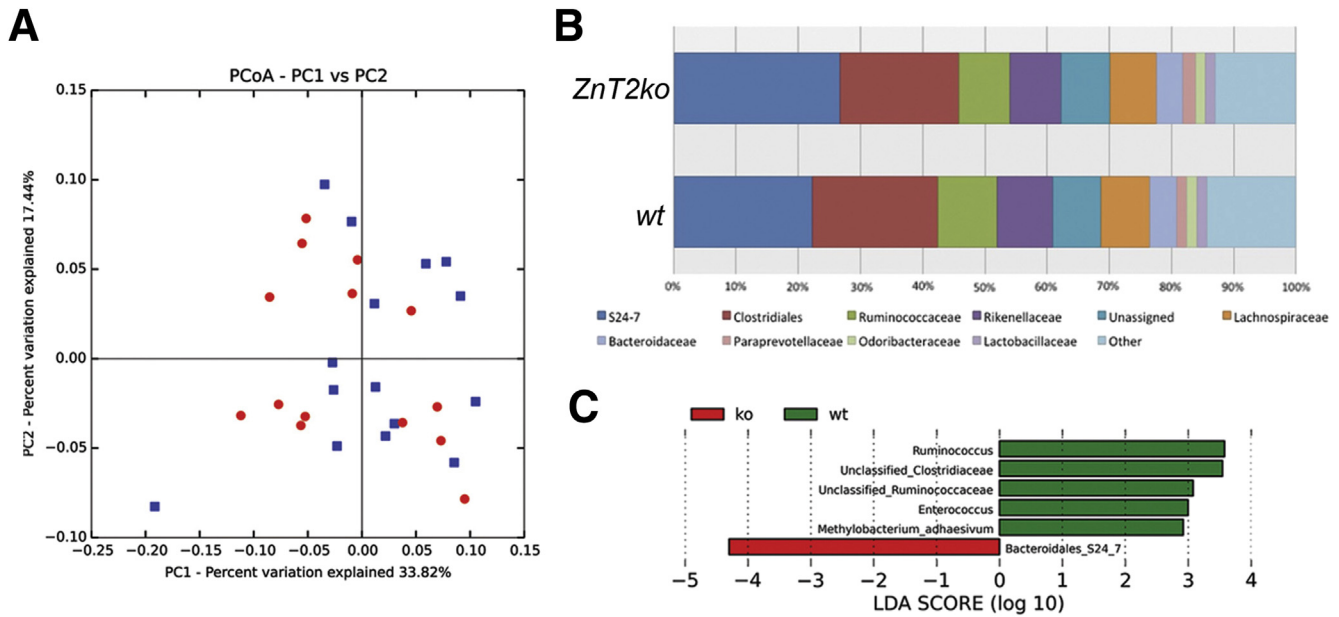 A
PCoA - PC1 vs PC2
0.15
0.10
0.05
0.00
−0.05
−0.10
PC2 - Percent variation explained 17.44%
−0.25 −0.20 −0.15 −0.10 −0.05 0.00 0.05 0.10 0.15
PC1 - Percent variation explained 33.82%
B
ZnT2ko
wt
0% 10% 20% 30% 40% 50% 60% 70% 80% 90% 100%
S24-7 Clostridiales Ruminococcaceae Rikenellaceae Unassigned Lachnospiraceae
Bacteroidaceae Paraprevotellaceae Odoribacteraceae Lactobacillaceae Other
C
ko wt
Ruminococcus
Unclassified_Clostridiaceae
Unclassified_Ruminococcaceae
Enterococcus
Methylobacterium_adhaesivum
Bacteroidales_S24_7
−5 −4 −3 −2 −1 0 1 2 3 4
LDA SCORE (log 10)